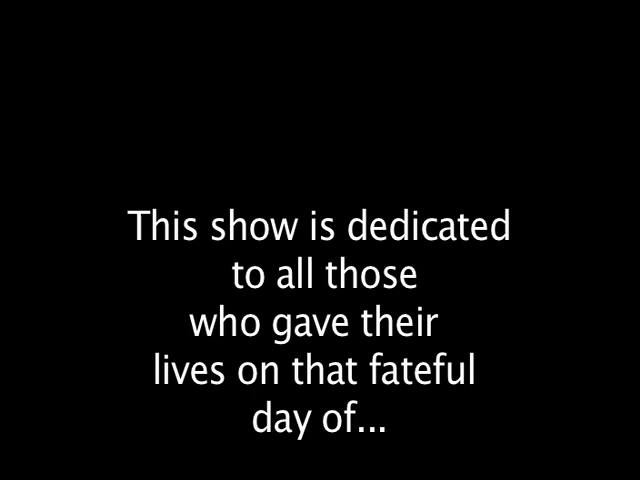 This show is dedicated
to all those
who gave their
lives on that fateful
day of...